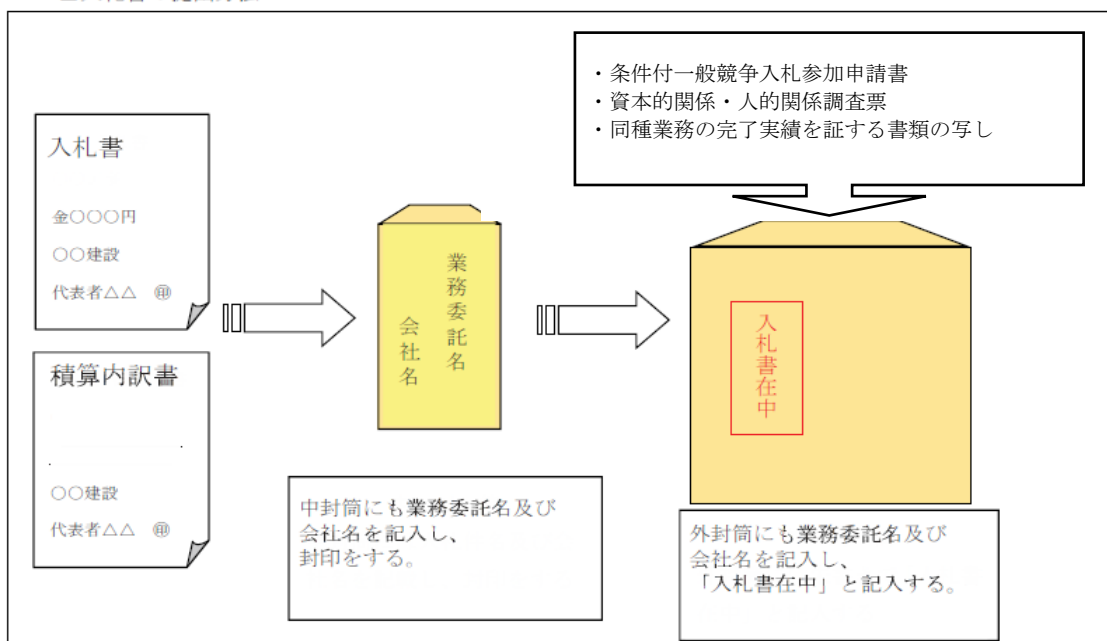 ・条件付一般競争入札参加申請書
・資本的関係・人的関係調査票
・同種業務の完了実績を証する書類の写し
入札書
金〇〇〇円
〇〇建設
代表者△△ ㊞
積算内訳書
〇〇建設
代表者△△ ㊞
業務委託名
会社名
入札書在中
中封筒にも業務委託名及び
会社名を記入し、
封印をする。
外封筒にも業務委託名及び
会社名を記入し、
「入札書在中」と記入する。